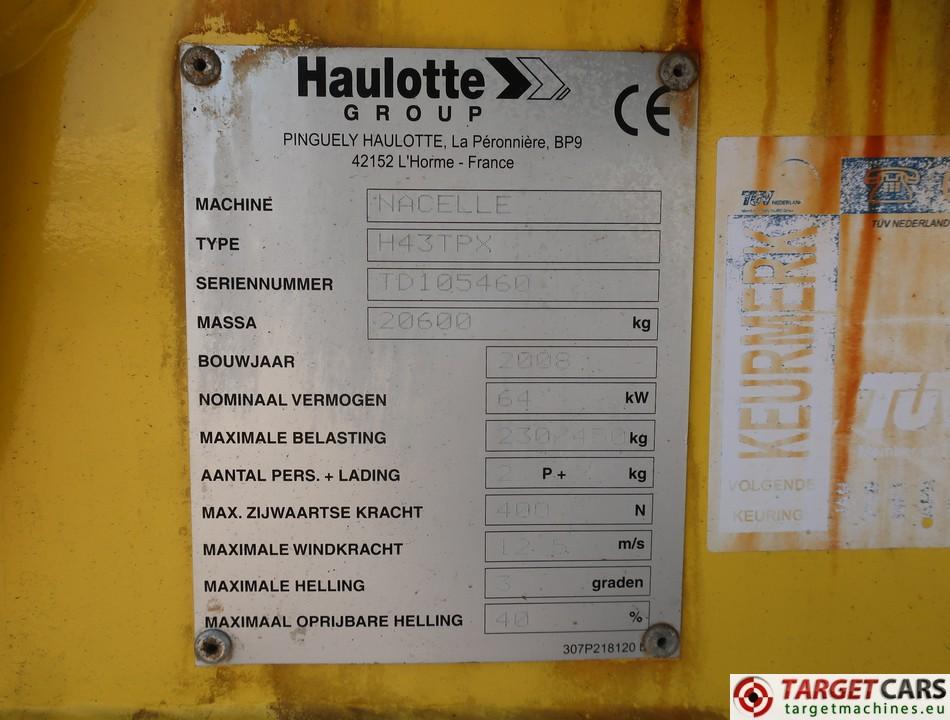 Haulotte
GROUP
CE
PINGUELY HAULOTTE, La Péronnière, BP9
42152 L'Horme - France
MACHINE NACELLE
TYPE H43TPX
SERIENNUMMER TD105460
MASSA 20600 kg
BOUWJAAR 2008
NOMINAAL VERMOGEN 64 kW
MAXIMALE BELASTING 230/450 kg
AANTAL PERS. + LADING 2 P + kg
MAX. ZIJWAARTSE KRACHT 400 N
MAXIMALE WINDKRACHT 12.5 m/s
MAXIMALE HELLING 3 graden
MAXIMAAL OPRIJBARE HELLING 40 %
307P218120
TÜV NEDERLAND
TÜV NEDERLAND
KEURMERK
VOLGENDE
KEURING
TARGETCARS
targetmachines.eu